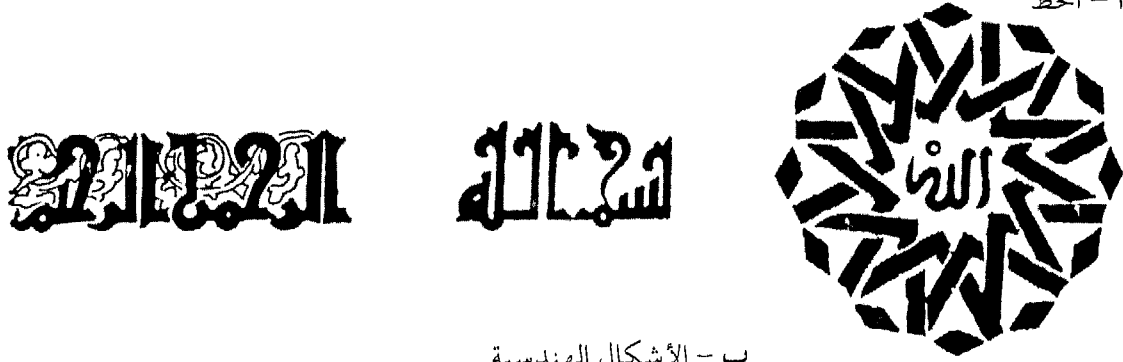 أ - الخط
الله
بسم الله
الرحمن الرحيم
ب - الأشكال الهندسية